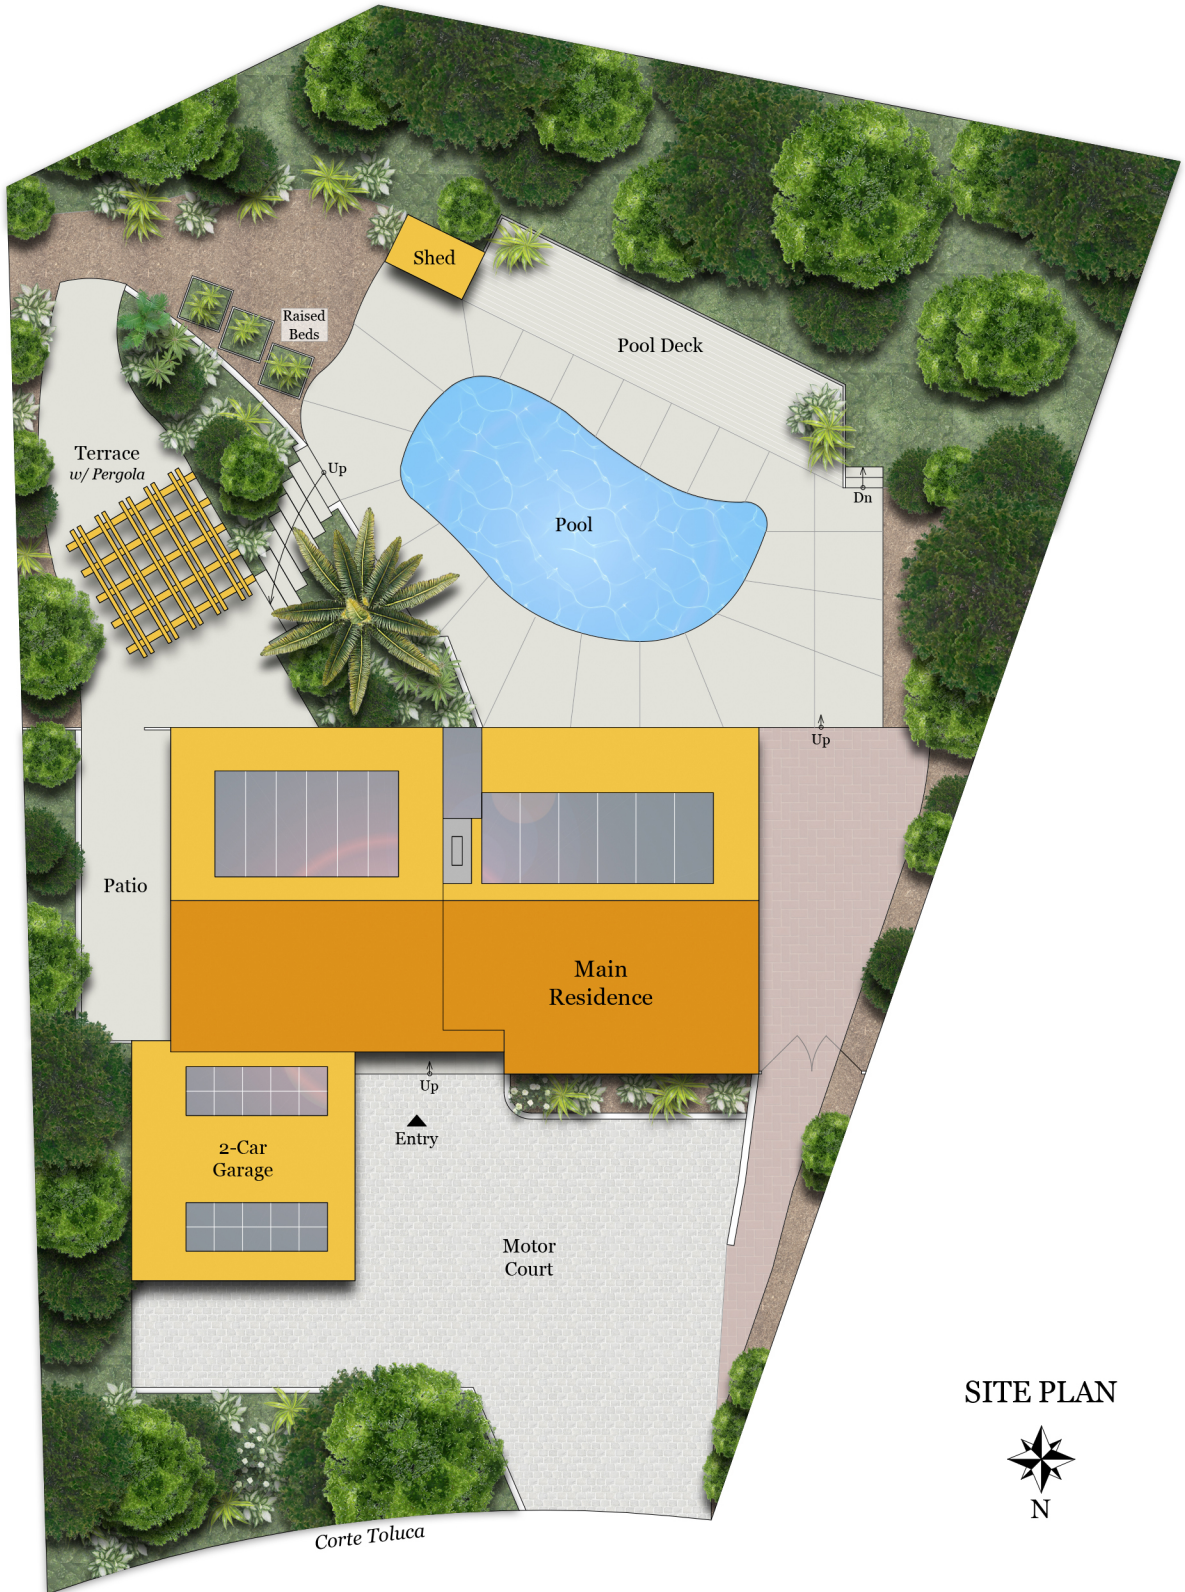 Shed
Raised
Beds
Pool Deck
Terrace
w/ Pergola
Up
Dn
Pool
Up
Patio
Main
Residence
Up
Entry
2-Car
Garage
Motor
Court
SITE PLAN
N
Corte Toluca